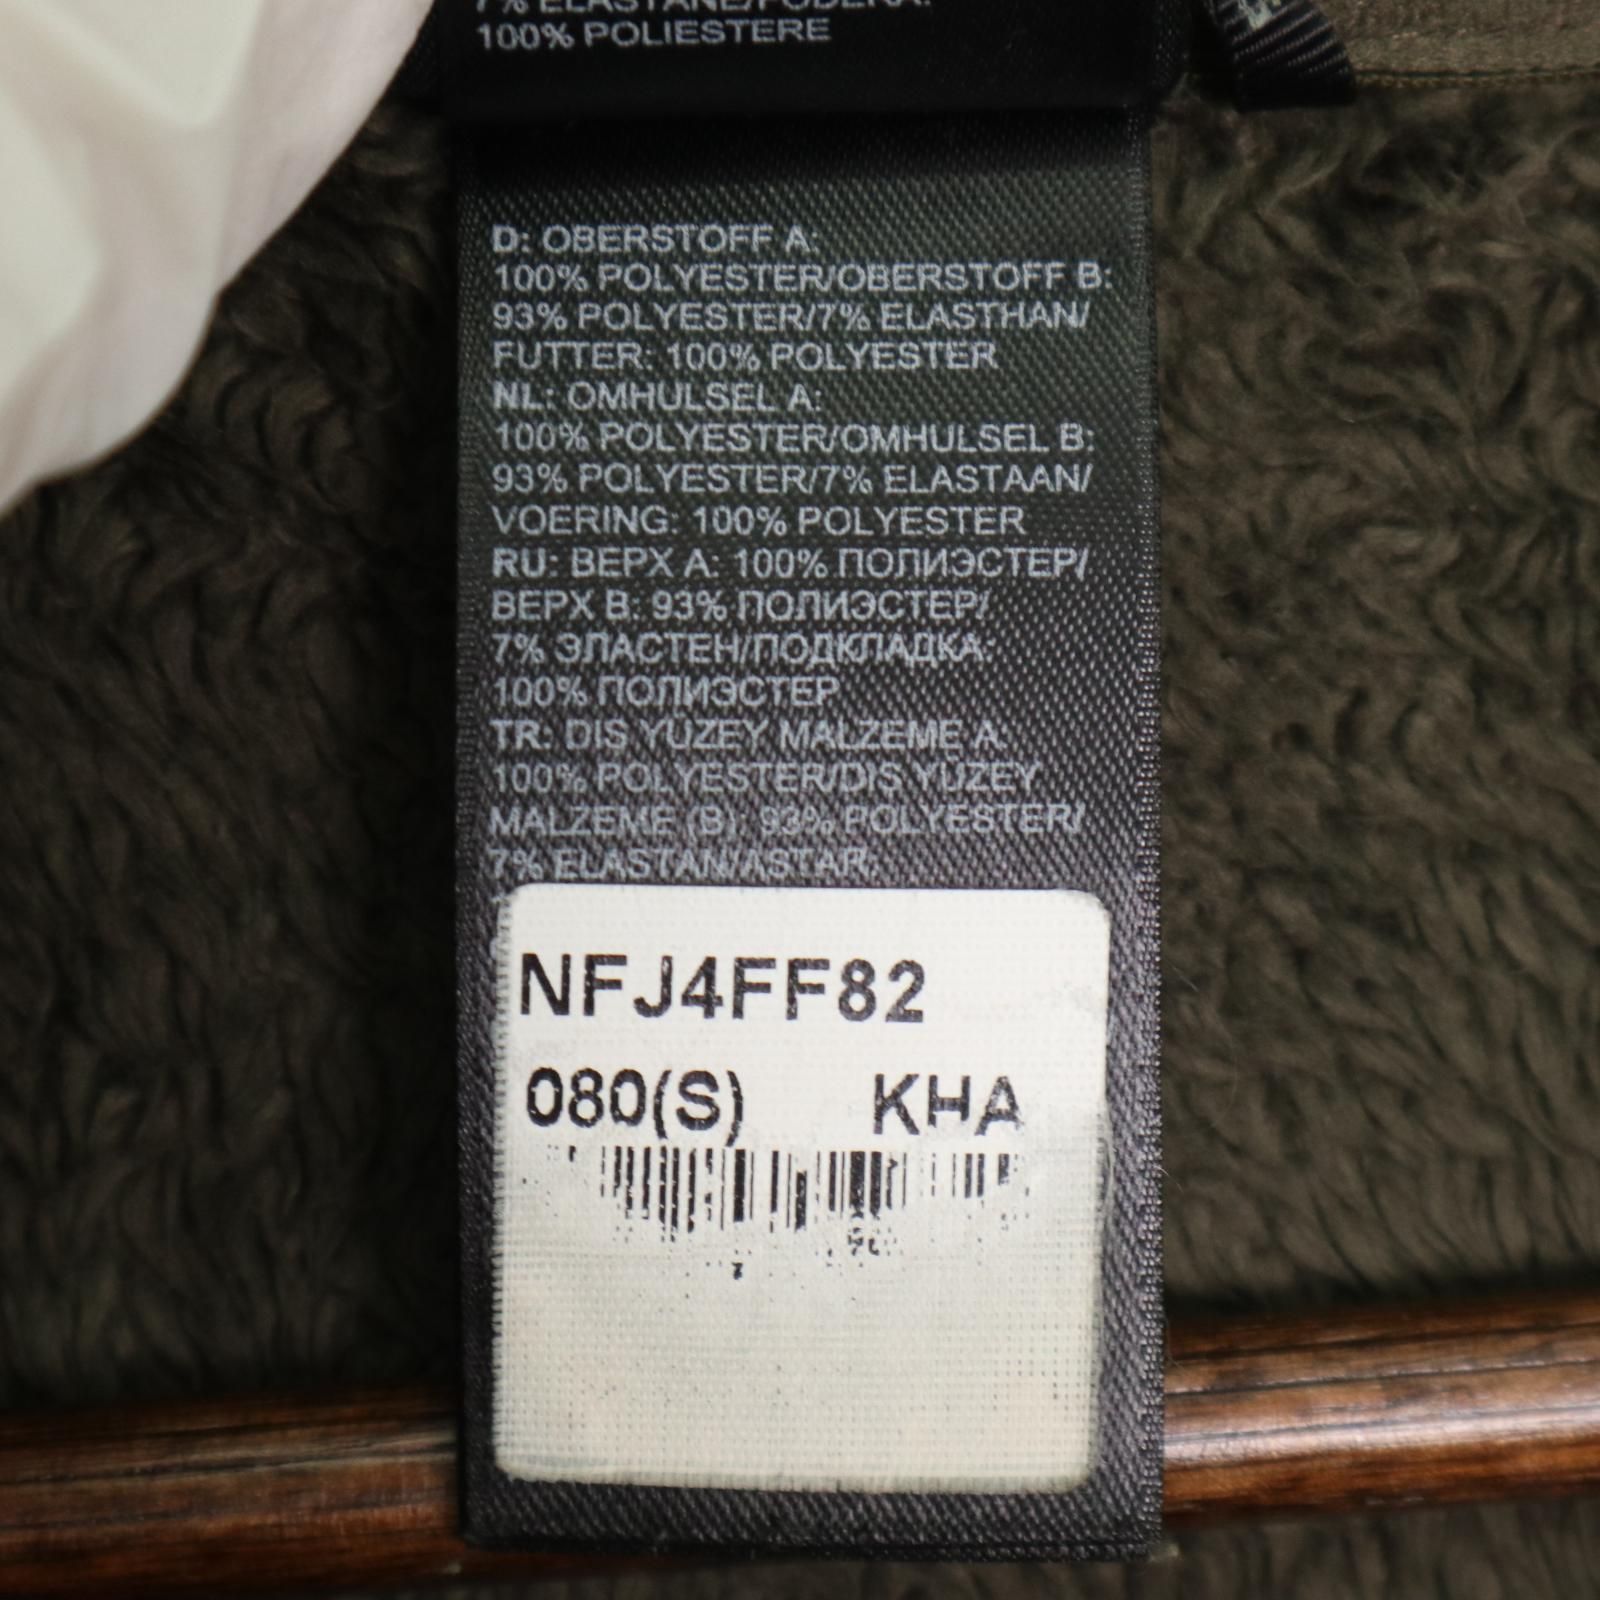 7% ELASTANE/FODERA:
100% POLIESTERE
D: OBERSTOFF A:
100% POLYESTER/OBERSTOFF B:
93% POLYESTER/7% ELASTHAN/
FUTTER: 100% POLYESTER
NL: OMHULSEL A:
100% POLYESTER/OMHULSEL B:
93% POLYESTER/7% ELASTAAN/
VOERING: 100% POLYESTER
RU: ВЕРХ А: 100% ПОЛИЭСТЕР/
ВЕРХ B: 93% ПОЛИЭСТЕР/
7% ЭЛАСТЕН/ПОДКЛАДКА:
100% ПОЛИЭСТЕР
TR: DIS YÜZEY MALZEME A:
100% POLYESTER/DIS YÜZEY
MALZEME (B): 93% POLYESTER/
7% ELASTAN/ASTAR:
NFJ4FF82
080(S) KHA